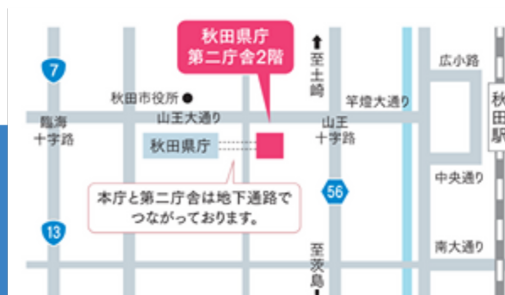 秋田県庁
第二庁舎2階
7
至土崎
広小路
秋田市役所
竿燈大通り
山王大通り
秋田駅
臨海
十字路
山王
十字路
秋田県庁
中央通り
本庁と第二庁舎は地下通路で
つながっております。
56
13
南大通り
至茨島